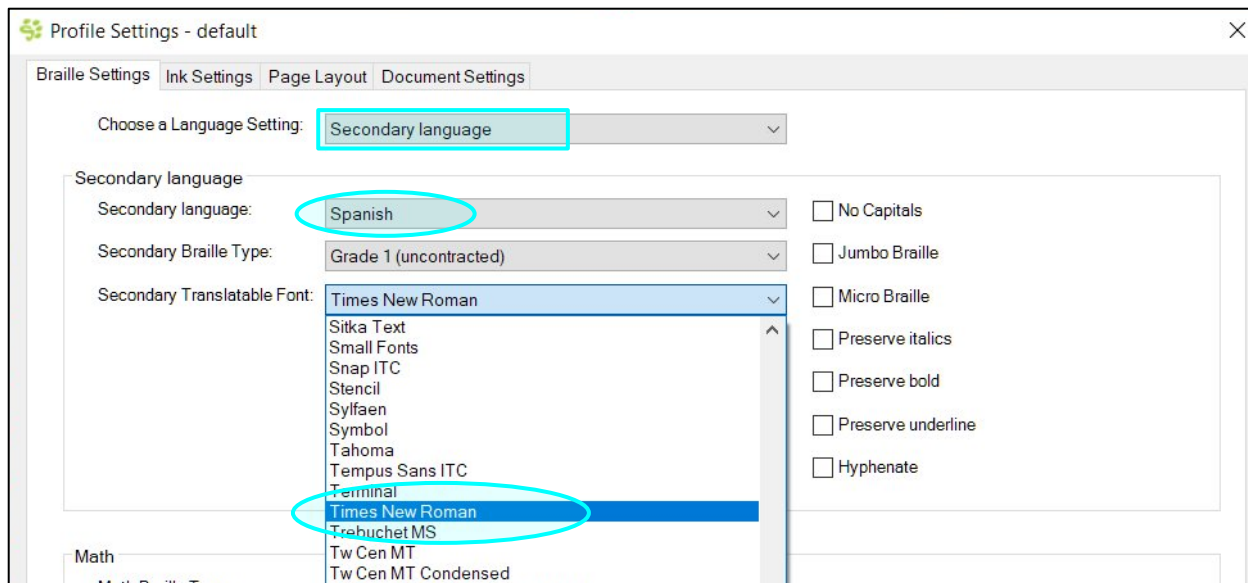 Profile Settings - default
Braille Settings Ink Settings Page Layout Document Settings
Choose a Language Setting: Secondary language
Secondary language
Secondary language: Spanish No Capitals
Secondary Braille Type: Grade 1 (uncontracted) Jumbo Braille
Secondary Translatable Font: Times New Roman Micro Braille
Sitka Text
Small Fonts
Preserve italics
Snap ITC
Stencil
Preserve bold
Sylfaen
Symbol
Preserve underline
Tahoma
Tempus Sans ITC
Hyphenate
Terminal
Times New Roman
Trebuchet MS
Tw Cen MT
Math
Tw Cen MT Condensed